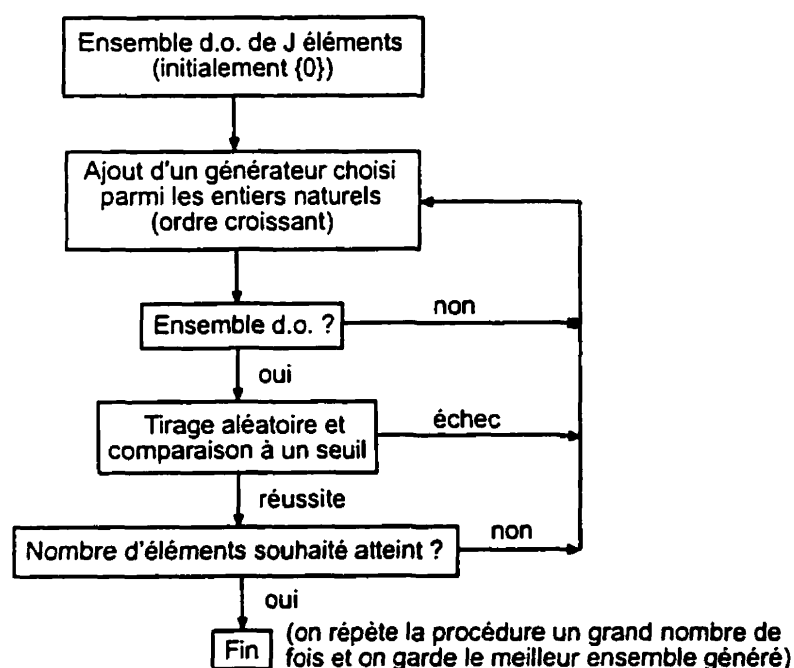 Ensemble d.o. de J éléments
(initialement {0})
Ajout d'un générateur choisi
parmi les entiers naturels
(ordre croissant)
Ensemble d.o. ?
non
oui
Tirage aléatoire et
comparaison à un seuil
échec
réussite
Nombre d'éléments souhaité atteint ?
non
oui
Fin
(on répète la procédure un grand nombre de
fois et on garde le meilleur ensemble généré)